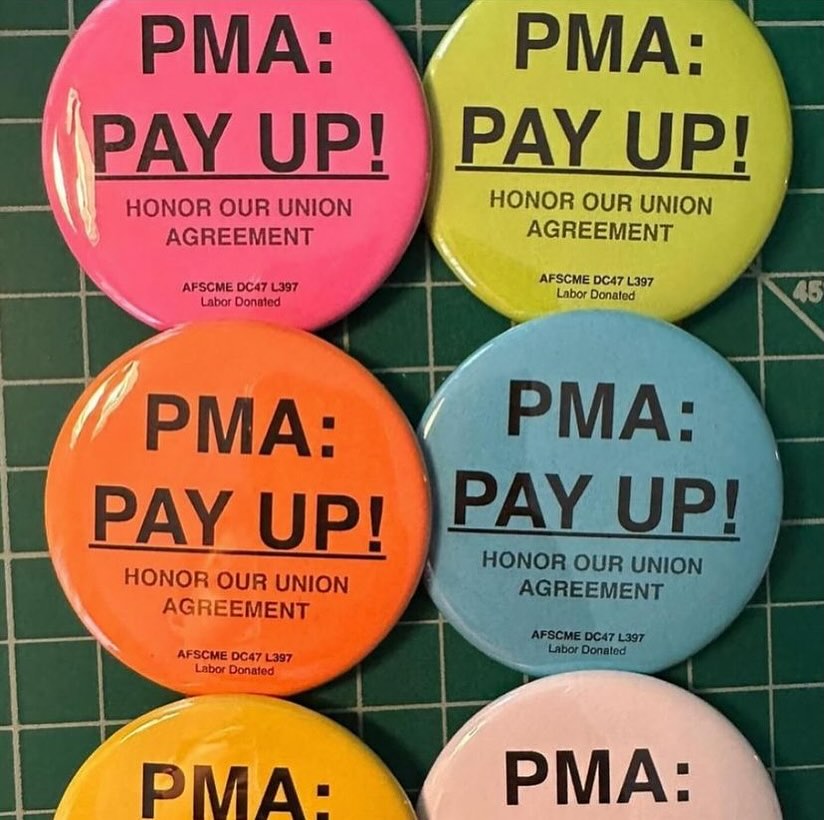 PMA:
PAY UP!
HONOR OUR UNION
AGREEMENT
AFSCME DC47 L397
Labor Donated
PMA:
PAY UP!
HONOR OUR UNION
AGREEMENT
AFSCME DC47 L397
Labor Donated
45°
PMA:
PAY UP!
HONOR OUR UNION
AGREEMENT
AFSCME DC47 L397
Labor Donated
PMA:
PAY UP!
HONOR OUR UNION
AGREEMENT
AFSCME DC47 L397
Labor Donated
PMA:
PMA: